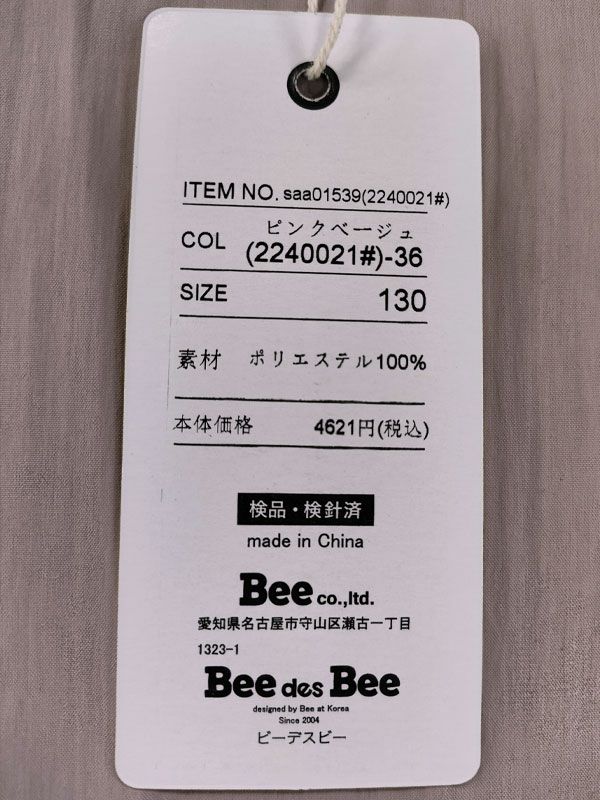 ITEM NO. saa01539(2240021#)
ピンクベージュ
COL (2240021#)-36
SIZE 130
素材 ポリエステル100%
本体価格 4621円(税込)
検品・検針済
made in China
Bee co.,ltd.
愛知県名古屋市守山区瀬古一丁目
1323-1
Bee des Bee
designed by Bee at Korea
Since 2004
ビーデスビー